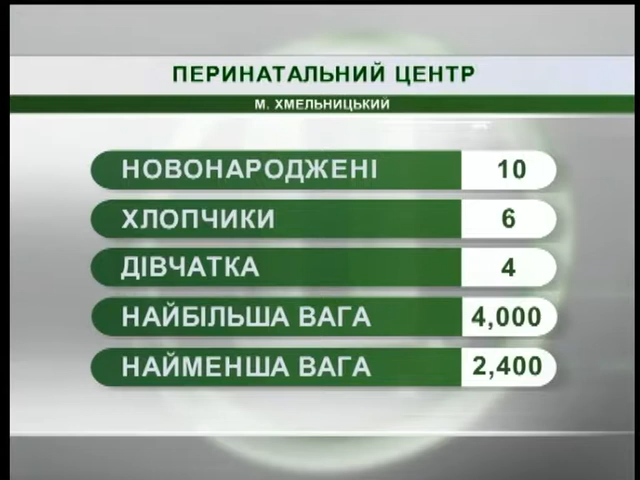 ПЕРИНАТАЛЬНИЙ ЦЕНТР
М. ХМЕЛЬНИЦЬКИЙ
НОВОНАРОДЖЕНІ 10
ХЛОПЧИКИ 6
ДІВЧАТКА 4
НАЙБІЛЬША ВАГА 4,000
НАЙМЕНША ВАГА 2,400